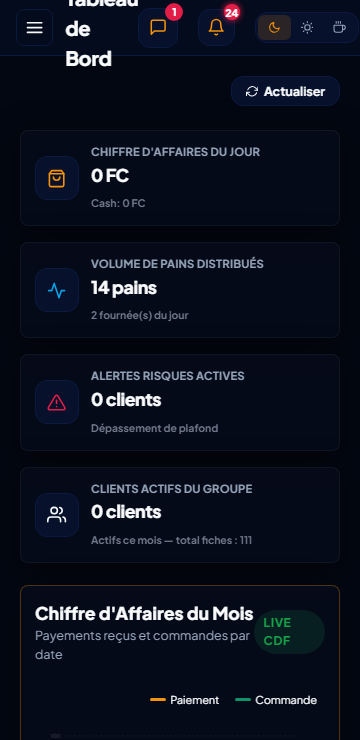 Tableau
de
Bord
1
24
Actualiser
CHIFFRE D'AFFAIRES DU JOUR
0 FC
Cash: 0 FC
VOLUME DE PAINS DISTRIBUÉS
14 pains
2 fournée(s) du jour
ALERTES RISQUES ACTIVES
0 clients
Dépassement de plafond
CLIENTS ACTIFS DU GROUPE
0 clients
Actifs ce mois — total fiches : 111
Chiffre d'Affaires du Mois
Payements reçus et commandes par
date
LIVE
CDF
Paiement
Commande